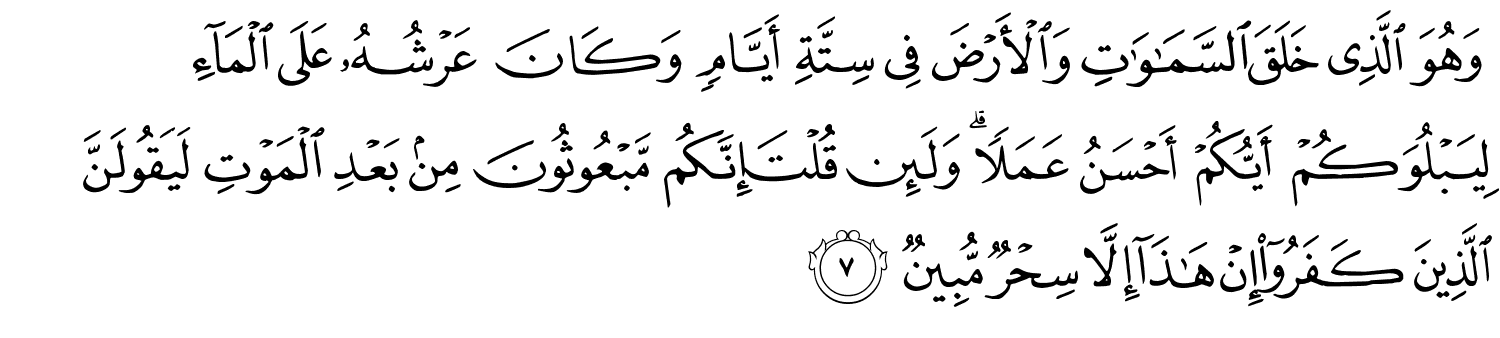 وَهُوَ ٱلَّذِى خَلَقَ ٱلسَّمَٰوَٰتِ وَٱلْأَرْضَ فِى سِتَّةِ أَيَّامٍ وَكَانَ عَرْشُهُۥ عَلَى ٱلْمَآءِ
لِيَبْلُوَكُمْ أَيُّكُمْ أَحْسَنُ عَمَلًا ۗ وَلَئِن قُلْتَ إِنَّكُم مَّبْعُوثُونَ مِنۢ بَعْدِ ٱلْمَوْتِ لَيَقُولَنَّ
ٱلَّذِينَ كَفَرُوٓا۟ إِنْ هَٰذَآ إِلَّا سِحْرٌ مُّبِينٌ ٧